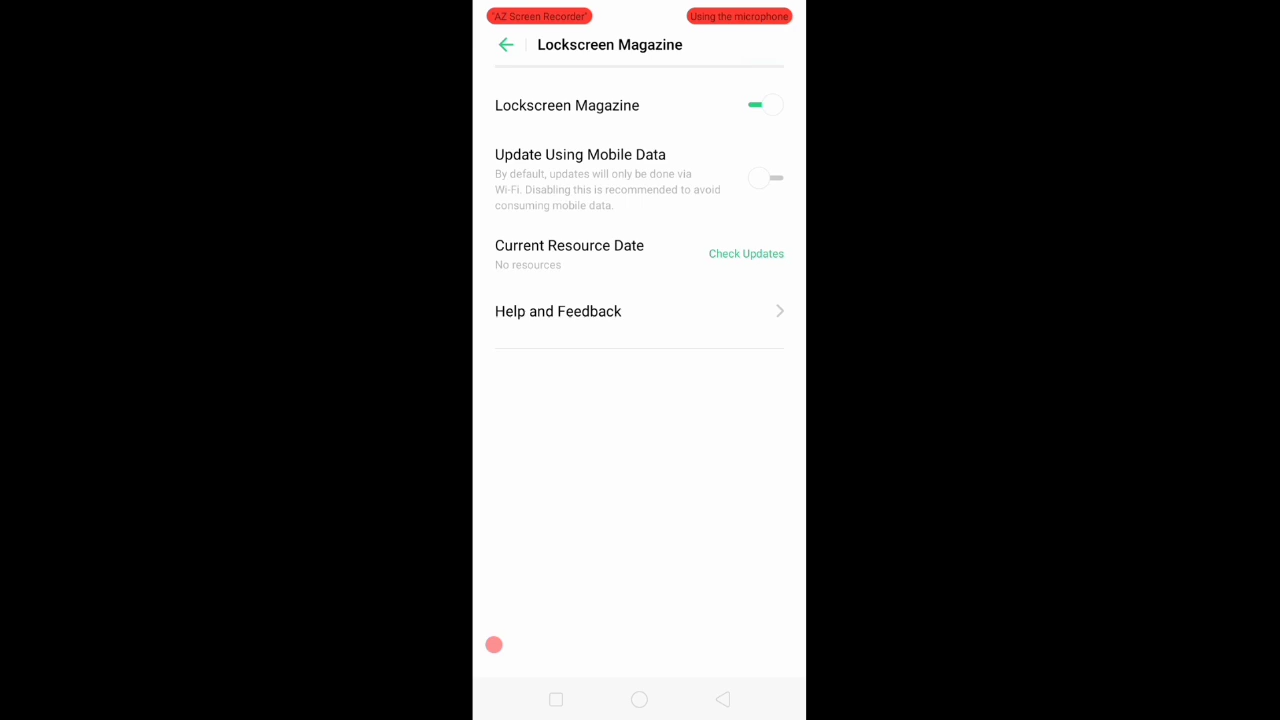 "AZ Screen Recorder"
Using the microphone
Lockscreen Magazine
Lockscreen Magazine
Update Using Mobile Data
By default, updates will only be done via
Wi-Fi. Disabling this is recommended to avoid
consuming mobile data.
Current Resource Date
Check Updates
No resources
Help and Feedback